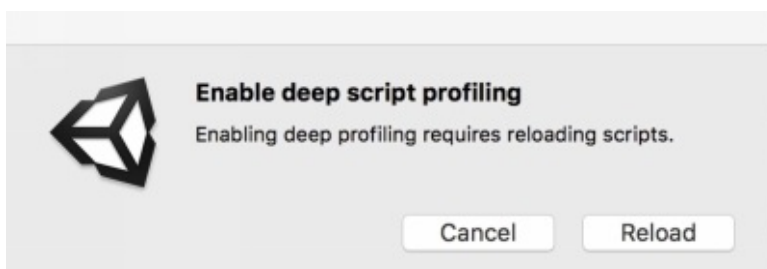 Enable deep script profiling
Enabling deep profiling requires reloading scripts.
Cancel
Reload